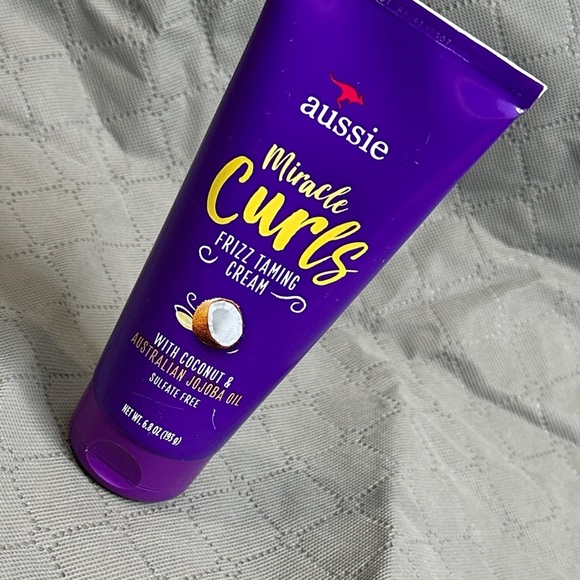 aussie
Miracle
Curls
FRIZZ TAMING
CREAM
WITH COCONUT &
AUSTRALIAN JOJOBA OIL
SULFATE FREE
NET WT. 6.8 OZ (193 g)